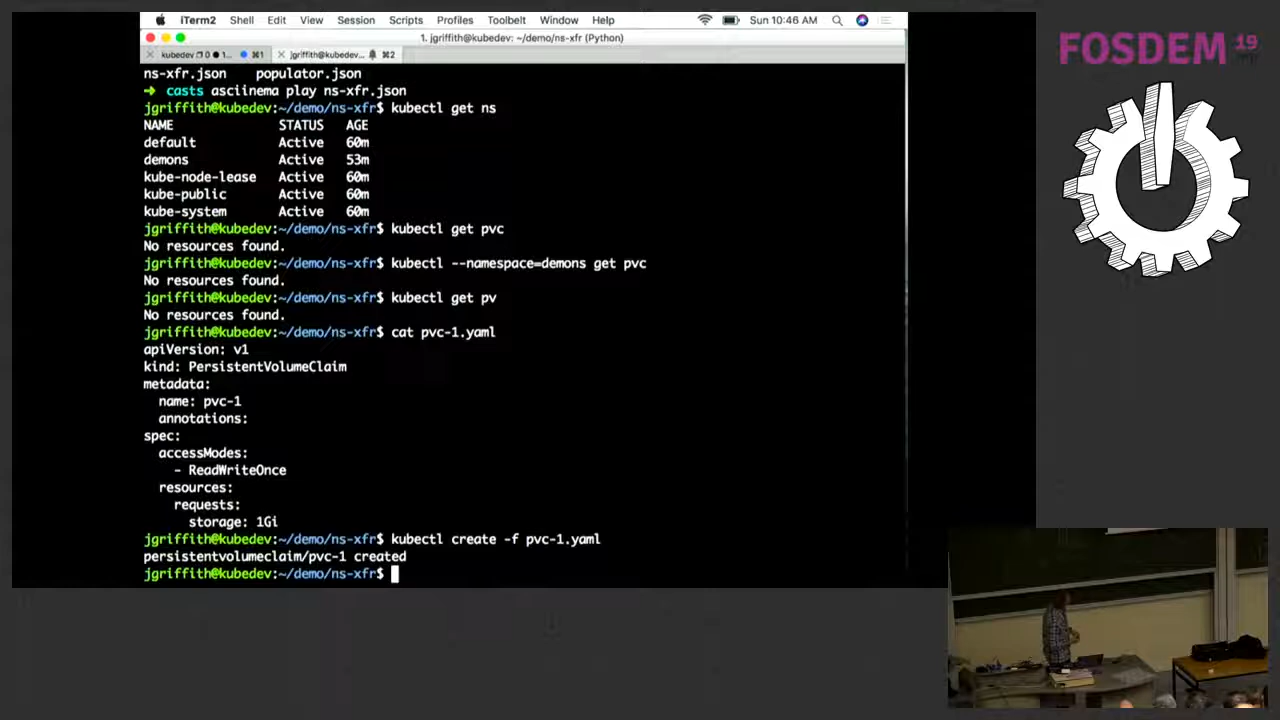 iTerm2 Shell Edit View Session Scripts Profiles Toolbelt Window Help Sun 10:46 AM
1. jgriffith@kubedev: ~/demo/ns-xfr (Python)
kubedev ⌘1 jgriffith@kubedev... ⌘2
ns-xfr.json populator.json
➜ casts asciinema play ns-xfr.json
jgriffith@kubedev:~/demo/ns-xfr$ kubectl get ns
NAME STATUS AGE
default Active 60m
demons Active 53m
kube-node-lease Active 60m
kube-public Active 60m
kube-system Active 60m
jgriffith@kubedev:~/demo/ns-xfr$ kubectl get pvc
No resources found.
jgriffith@kubedev:~/demo/ns-xfr$ kubectl --namespace=demons get pvc
No resources found.
jgriffith@kubedev:~/demo/ns-xfr$ kubectl get pv
No resources found.
jgriffith@kubedev:~/demo/ns-xfr$ cat pvc-1.yaml
apiVersion: v1
kind: PersistentVolumeClaim
metadata:
  name: pvc-1
  annotations:
spec:
  accessModes:
    - ReadWriteOnce
  resources:
    requests:
      storage: 1Gi
jgriffith@kubedev:~/demo/ns-xfr$ kubectl create -f pvc-1.yaml
persistentvolumeclaim/pvc-1 created
jgriffith@kubedev:~/demo/ns-xfr$
FOSDEM 19